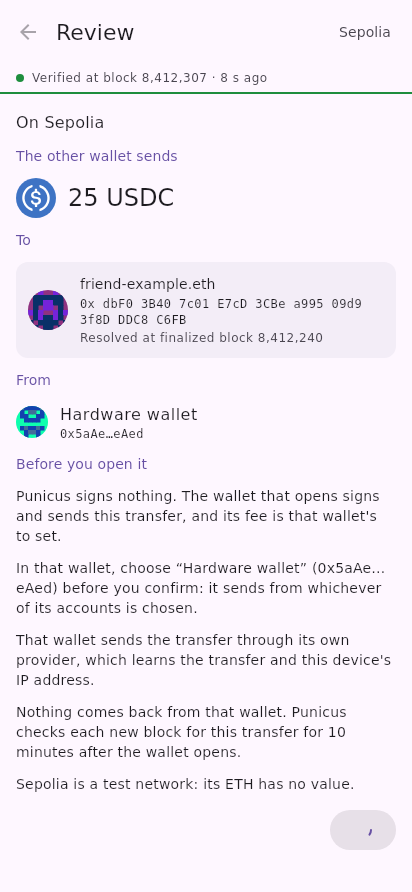 Review
Sepolia
Verified at block 8,412,307 · 8 s ago
On Sepolia
The other wallet sends
25 USDC
To
friend-example.eth
0x dbF0 3B40 7c01 E7cD 3CBe a995 09d9
3f8D DDC8 C6FB
Resolved at finalized block 8,412,240
From
Hardware wallet
0x5aAe…eAed
Before you open it
Punicus signs nothing. The wallet that opens signs
and sends this transfer, and its fee is that wallet's
to set.
In that wallet, choose “Hardware wallet” (0x5aAe…
eAed) before you confirm: it sends from whichever
of its accounts is chosen.
That wallet sends the transfer through its own
provider, which learns the transfer and this device's
IP address.
Nothing comes back from that wallet. Punicus
checks each new block for this transfer for 10
minutes after the wallet opens.
Sepolia is a test network: its ETH has no value.